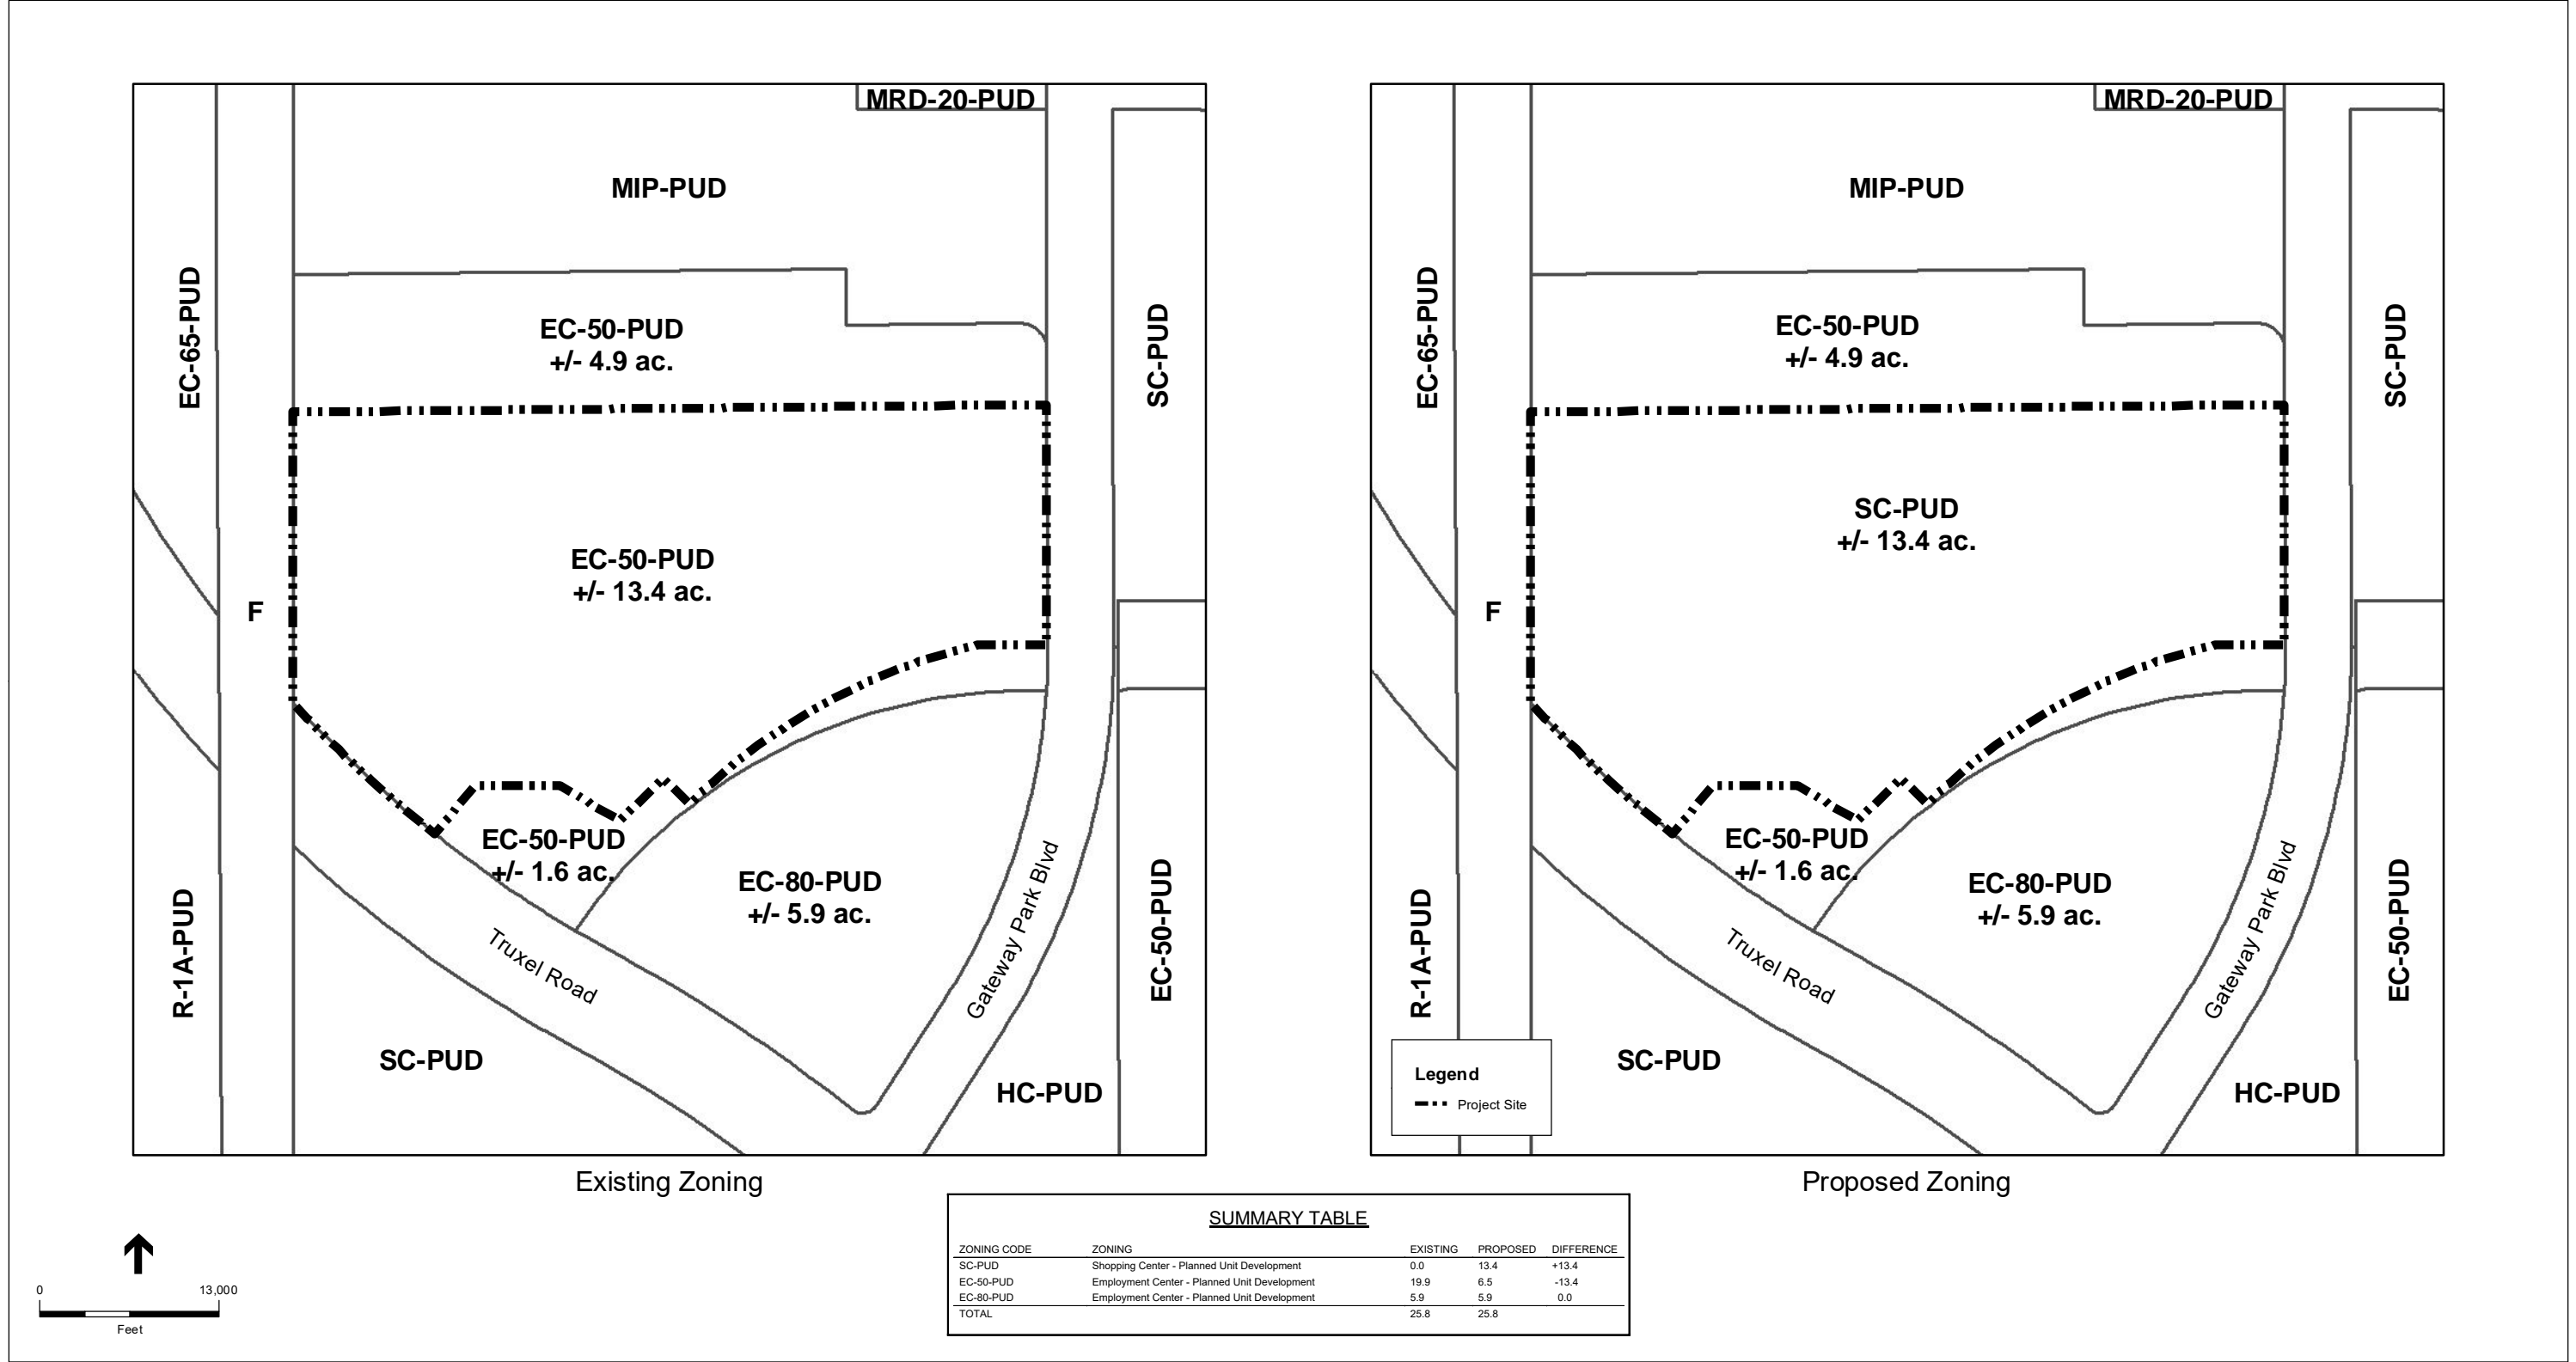 MRD-20-PUD
MIP-PUD
EC-65-PUD
EC-50-PUD
+/- 4.9 ac.
SC-PUD
EC-50-PUD
+/- 13.4 ac.
F
EC-50-PUD
+/- 1.6 ac.
EC-80-PUD
+/- 5.9 ac.
Gateway Park Blvd
EC-50-PUD
R-1A-PUD
Truxel Road
SC-PUD
HC-PUD
Existing Zoning
MRD-20-PUD
MIP-PUD
EC-65-PUD
EC-50-PUD
+/- 4.9 ac.
SC-PUD
SC-PUD
+/- 13.4 ac.
F
EC-50-PUD
+/- 1.6 ac.
EC-80-PUD
+/- 5.9 ac.
Gateway Park Blvd
EC-50-PUD
R-1A-PUD
Truxel Road
SC-PUD
HC-PUD
Legend
Project Site
Proposed Zoning
SUMMARY TABLE
ZONING CODE ZONING EXISTING PROPOSED DIFFERENCE
SC-PUD Shopping Center - Planned Unit Development 0.0 13.4 +13.4
EC-50-PUD Employment Center - Planned Unit Development 19.9 6.5 -13.4
EC-80-PUD Employment Center - Planned Unit Development 5.9 5.9 0.0
TOTAL 25.8 25.8
0 13,000
Feet